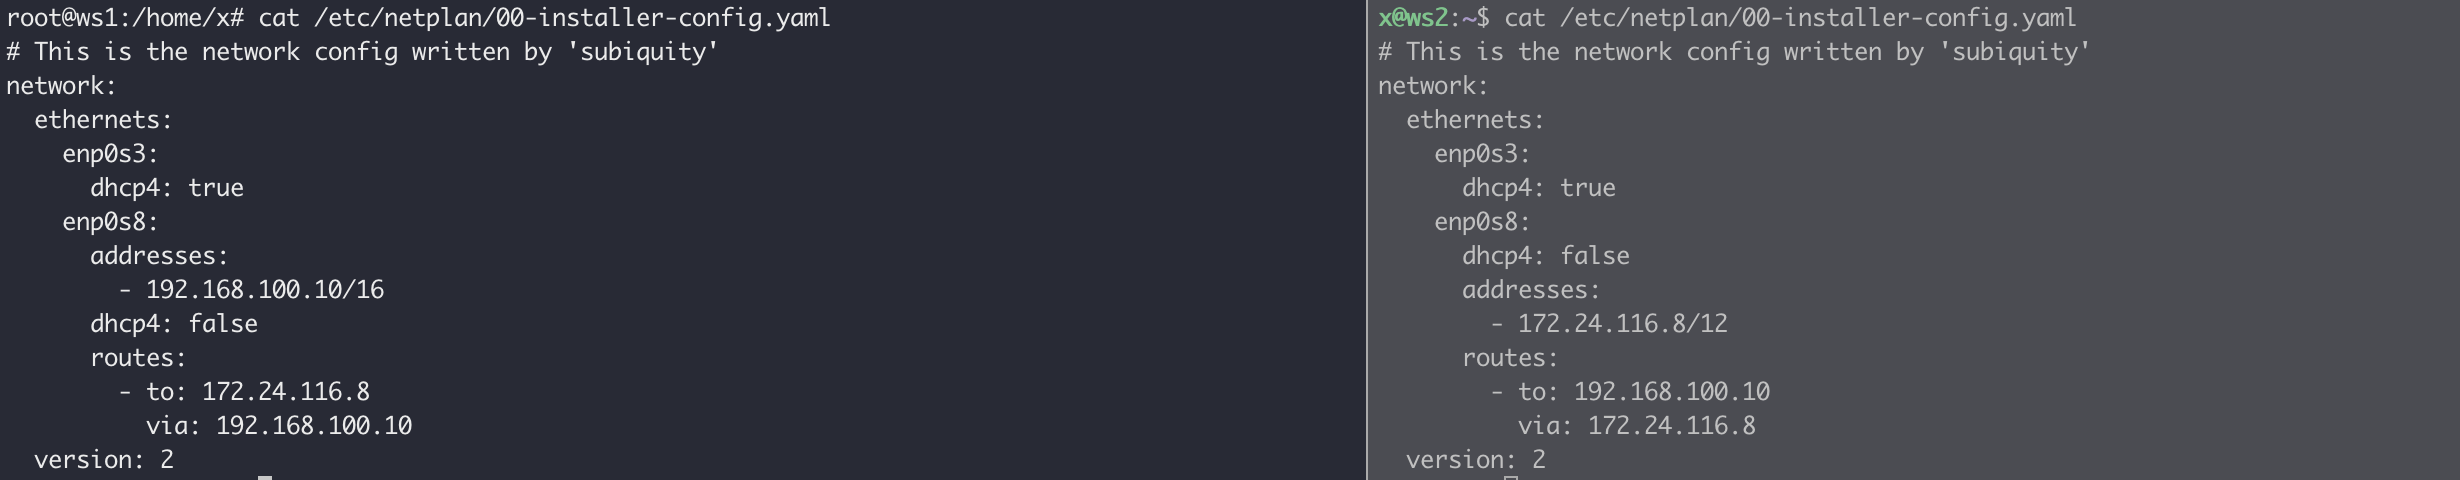 root@ws1:/home/x# cat /etc/netplan/00-installer-config.yaml
# This is the network config written by 'subiquity'
network:
  ethernets:
    enp0s3:
      dhcp4: true
    enp0s8:
      addresses:
        - 192.168.100.10/16
      dhcp4: false
      routes:
        - to: 172.24.116.8
          via: 192.168.100.10
  version: 2
x@ws2:~$ cat /etc/netplan/00-installer-config.yaml
# This is the network config written by 'subiquity'
network:
  ethernets:
    enp0s3:
      dhcp4: true
    enp0s8:
      dhcp4: false
      addresses:
        - 172.24.116.8/12
      routes:
        - to: 192.168.100.10
          via: 172.24.116.8
  version: 2